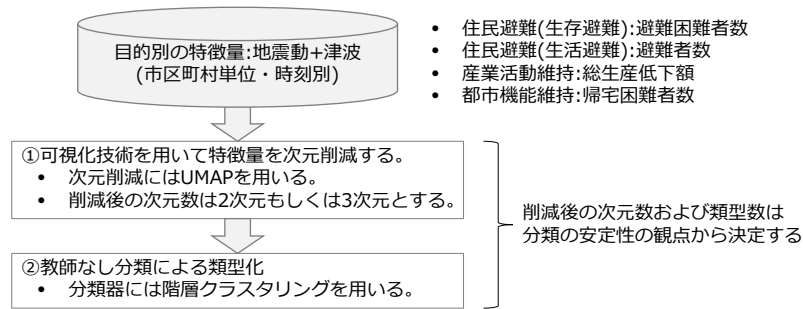 目的別の特徴量:地震動+津波
(市区町村単位・時刻別)
• 住民避難(生存避難):避難困難者数
• 住民避難(生活避難):避難者数
• 産業活動維持:総生産低下額
• 都市機能維持:帰宅困難者数
①可視化技術を用いて特徴量を次元削減する。
• 次元削減にはUMAPを用いる。
• 削減後の次元数は2次元もしくは3次元とする。
②教師なし分類による類型化
• 分類器には階層クラスタリングを用いる。
削減後の次元数および類型数は
分類の安定性の観点から決定する